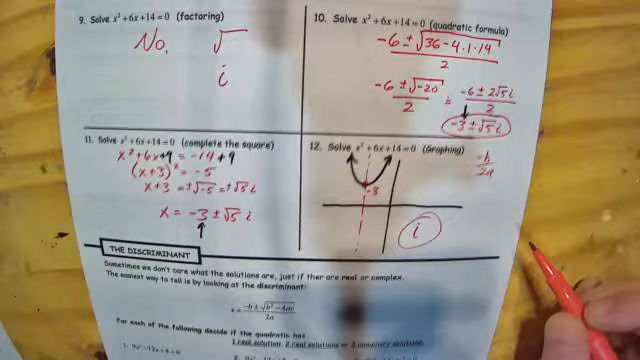 9. Solve x² + 6x + 14 = 0 (factoring)
No. √
i
10. Solve x² + 6x + 14 = 0 (quadratic formula)
-6 ± √36 - 4·1·14
2
-6 ± √-20 = -6 ± 2√5 i
2 2
-3 ± √5 i
11. Solve x² + 6x + 14 = 0 (complete the square)
x² + 6x + 9 = -14 + 9
(x + 3)² = -5
x + 3 = ± √-5 = ± √5 i
x = -3 ± √5 i
12. Solve x² + 6x + 14 = 0 (Graphing)
-b
2a
-3
i
THE DISCRIMINANT
Sometimes we don't care what the solutions are, just if ther are real or complex.
The easiest way to tell is by looking at the discriminant:
x = -b ± √b² - 4ac
2a
For each of the following decide if the quadratic has
1 real solution, 2 real solutions or 2 imaginary solutions.